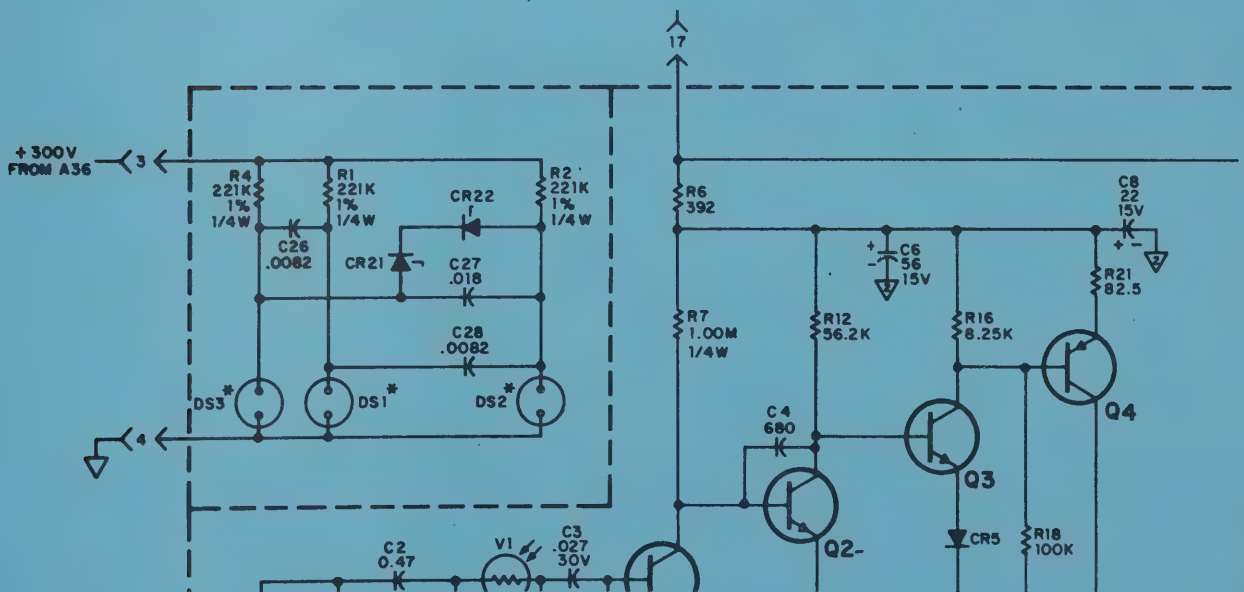 17
+300V
FROM A36
3
R4
221K
1%
1/4W
R1
221K
1%
1/4W
CR22
R2
221K
1%
1/4W
R6
392
C8
22
15V
+ -
C26
.0082
CR21
C27
.018
+
-
C6
56
15V
2
2
R21
82.5
R7
1.00M
1/4W
R12
56.2K
R16
8.25K
C28
.0082
DS3*
DS1*
DS2*
Q4
4
C4
680
Q3
Q2-
CR5
R18
100K
C2
0.47
V1
C3
.027
30V